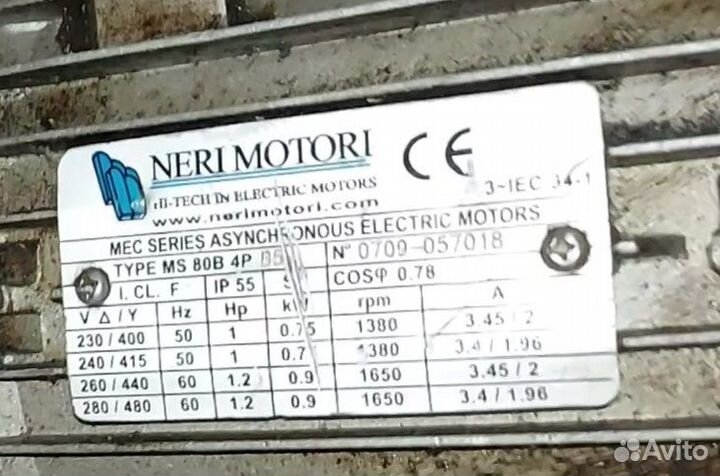 NERI MOTORI CE
HI-TECH IN ELECTRIC MOTORS
www.nerimotori.com 3~IEC 34-1
MEC SERIES ASYNCHRONOUS ELECTRIC MOTORS
TYPE MS 80B 4P B5 N° 0709-057018
I. CL. F IP 55 COSφ 0.78
V Δ / Y Hz Hp kW rpm A
230 / 400 50 1 0.75 1380 3.45 / 2
240 / 415 50 1 0.7 1380 3.4 / 1.96
260 / 440 60 1.2 0.9 1650 3.45 / 2
280 / 480 60 1.2 0.9 1650 3.4 / 1.96
Avito